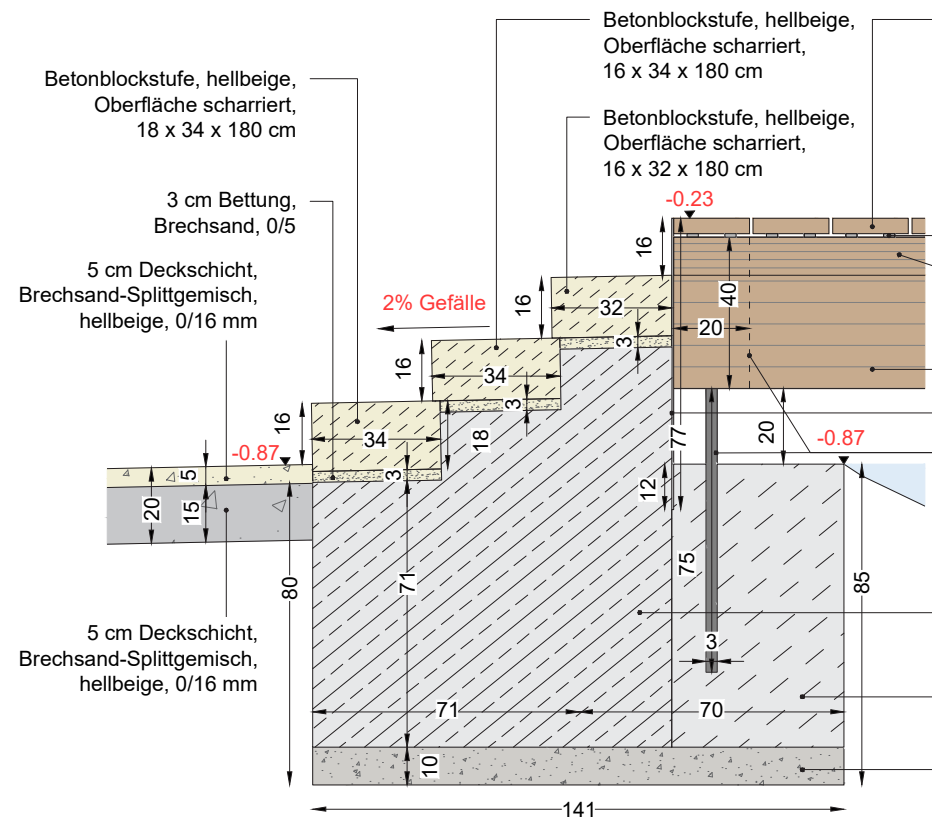 Betonblockstufe, hellbeige,
Oberfläche scharriert,
16 x 34 x 180 cm
Betonblockstufe, hellbeige,
Oberfläche scharriert,
18 x 34 x 180 cm
Betonblockstufe, hellbeige,
Oberfläche scharriert,
16 x 32 x 180 cm
3 cm Bettung,
Brechsand, 0/5
-0.23
16
5 cm Deckschicht,
Brechsand-Splittgemisch,
hellbeige, 0/16 mm
2% Gefälle
16
32
40
20
3
16
34
3
16
34
18
77
20
-0.87
-0.87
5
3
12
20
15
80
71
75
85
5 cm Deckschicht,
Brechsand-Splittgemisch,
hellbeige, 0/16 mm
3
71
70
10
141